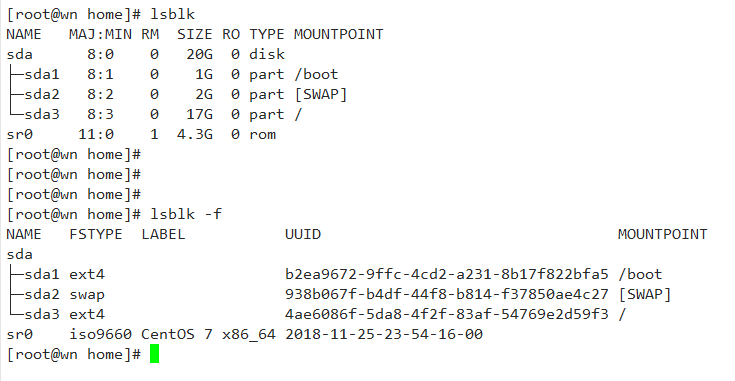 [root@wn home]# lsblk
NAME   MAJ:MIN RM  SIZE RO TYPE MOUNTPOINT
sda      8:0    0   20G  0 disk
├─sda1   8:1    0    1G  0 part /boot
├─sda2   8:2    0    2G  0 part [SWAP]
└─sda3   8:3    0   17G  0 part /
sr0     11:0    1  4.3G  0 rom
[root@wn home]#
[root@wn home]#
[root@wn home]#
[root@wn home]# lsblk -f
NAME   FSTYPE  LABEL           UUID                                 MOUNTPOINT
sda
├─sda1 ext4                    b2ea9672-9ffc-4cd2-a231-8b17f822bfa5 /boot
├─sda2 swap                    938b067f-b4df-44f8-b814-f37850ae4c27 [SWAP]
└─sda3 ext4                    4ae6086f-5da8-4f2f-83af-54769e2d59f3 /
sr0    iso9660 CentOS 7 x86_64 2018-11-25-23-54-16-00
[root@wn home]#